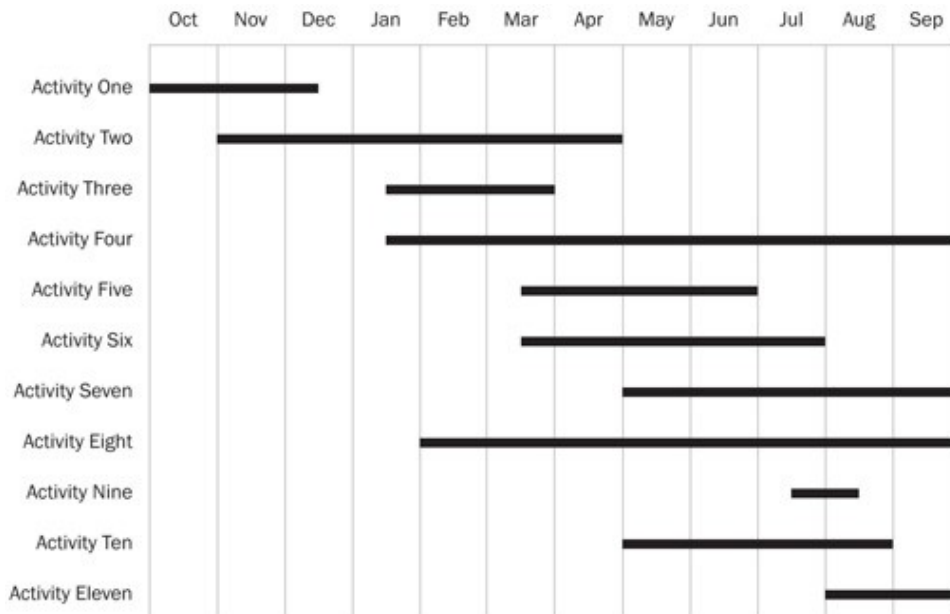 Oct Nov Dec Jan Feb Mar Apr May Jun Jul Aug Sep
Activity One
Activity Two
Activity Three
Activity Four
Activity Five
Activity Six
Activity Seven
Activity Eight
Activity Nine
Activity Ten
Activity Eleven